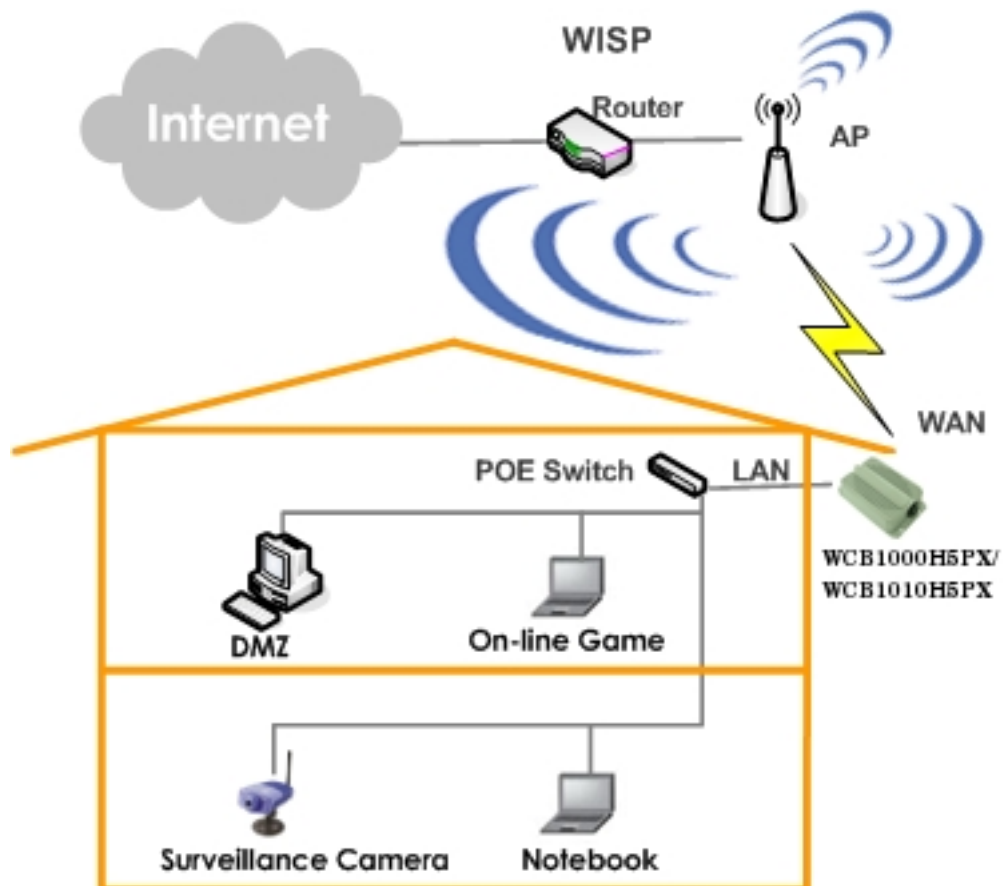 WISP
Internet
Router
AP
WAN
POE Switch
LAN
WCB1000H5PX/
WCB1010H5PX
DMZ
On-line Game
Surveillance Camera
Notebook